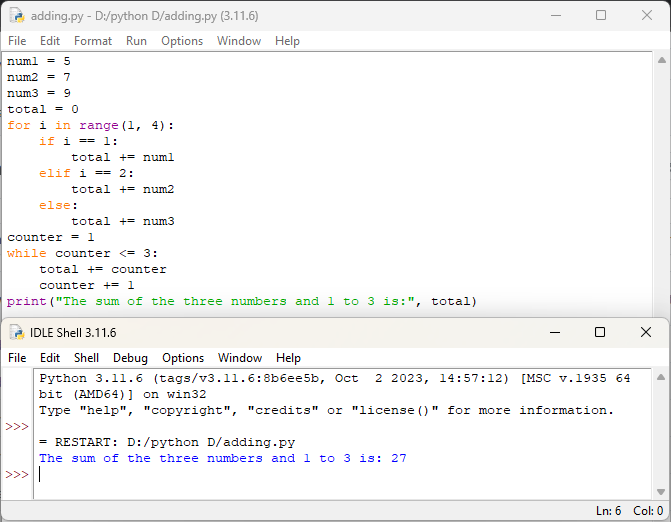 adding.py - D:/python D/adding.py (3.11.6)
File Edit Format Run Options Window Help
num1 = 5
num2 = 7
num3 = 9
total = 0
for i in range(1, 4):
    if i == 1:
        total += num1
    elif i == 2:
        total += num2
    else:
        total += num3
counter = 1
while counter <= 3:
    total += counter
    counter += 1
print("The sum of the three numbers and 1 to 3 is:", total)
IDLE Shell 3.11.6
File Edit Shell Debug Options Window Help
Python 3.11.6 (tags/v3.11.6:8b6ee5b, Oct  2 2023, 14:57:12) [MSC v.1935 64
bit (AMD64)] on win32
Type "help", "copyright", "credits" or "license()" for more information.
>>>
= RESTART: D:/python D/adding.py
The sum of the three numbers and 1 to 3 is: 27
>>>
Ln: 6 Col: 0